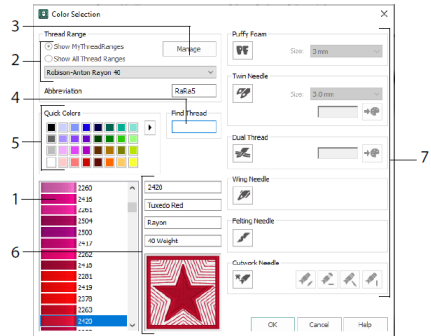 Color Selection
3
Thread Range
Show MyThreadRanges
Manage
2
Show All Thread Ranges
Robison-Anton Rayon 40
Abbreviation
RaRa5
4
Quick Colors
Find Thread
5
1
2260
2416
2261
2504
2500
2417
2262
2418
2281
2419
2378
2263
2420
6
2420
Tuxedo Red
Rayon
40 Weight
Puffy Foam
Size:
3 mm
Twin Needle
Size:
3.0 mm
Dual Thread
7
Wing Needle
Felting Needle
Cutwork Needle
OK
Cancel
Help